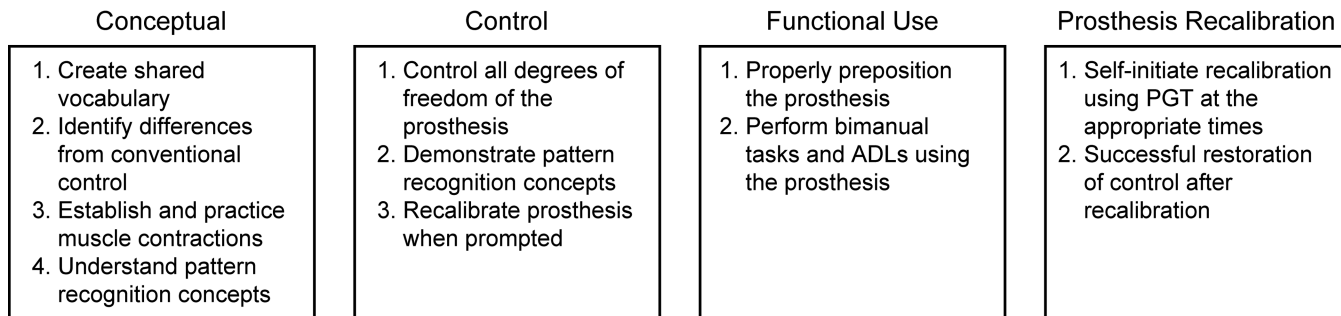 Conceptual
1. Create shared
vocabulary
2. Identify differences
from conventional
control
3. Establish and practice
muscle contractions
4. Understand pattern
recognition concepts
Control
1. Control all degrees of
freedom of the
prosthesis
2. Demonstrate pattern
recognition concepts
3. Recalibrate prosthesis
when prompted
Functional Use
1. Properly preposition
the prosthesis
2. Perform bimanual
tasks and ADLs using
the prosthesis
Prosthesis Recalibration
1. Self-initiate recalibration
using PGT at the
appropriate times
2. Successful restoration
of control after
recalibration